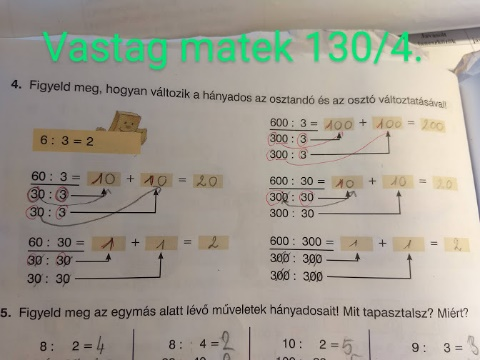 Vastag matek 130/4.
4. Figyeld meg, hogyan változik a hányados az osztandó és az osztó változtatásával!
6 : 3 = 2
600 : 3 = 100 + 100 = 200
300 : 3
300 : 3
60 : 3 = 10 + 10 = 20
30 : 3
30 : 3
600 : 30 = 10 + 10 = 20
300 : 30
300 : 30
60 : 30 = 1 + 1 = 2
30 : 30
30 : 30
600 : 300 = 1 + 1 = 2
300 : 300
300 : 300
5. Figyeld meg az egymás alatt lévő műveletek hányadosait! Mit tapasztalsz? Miért?
8 : 2 = 4 8 : 4 = 2 10 : 2 = 5 9 : 3 = 3